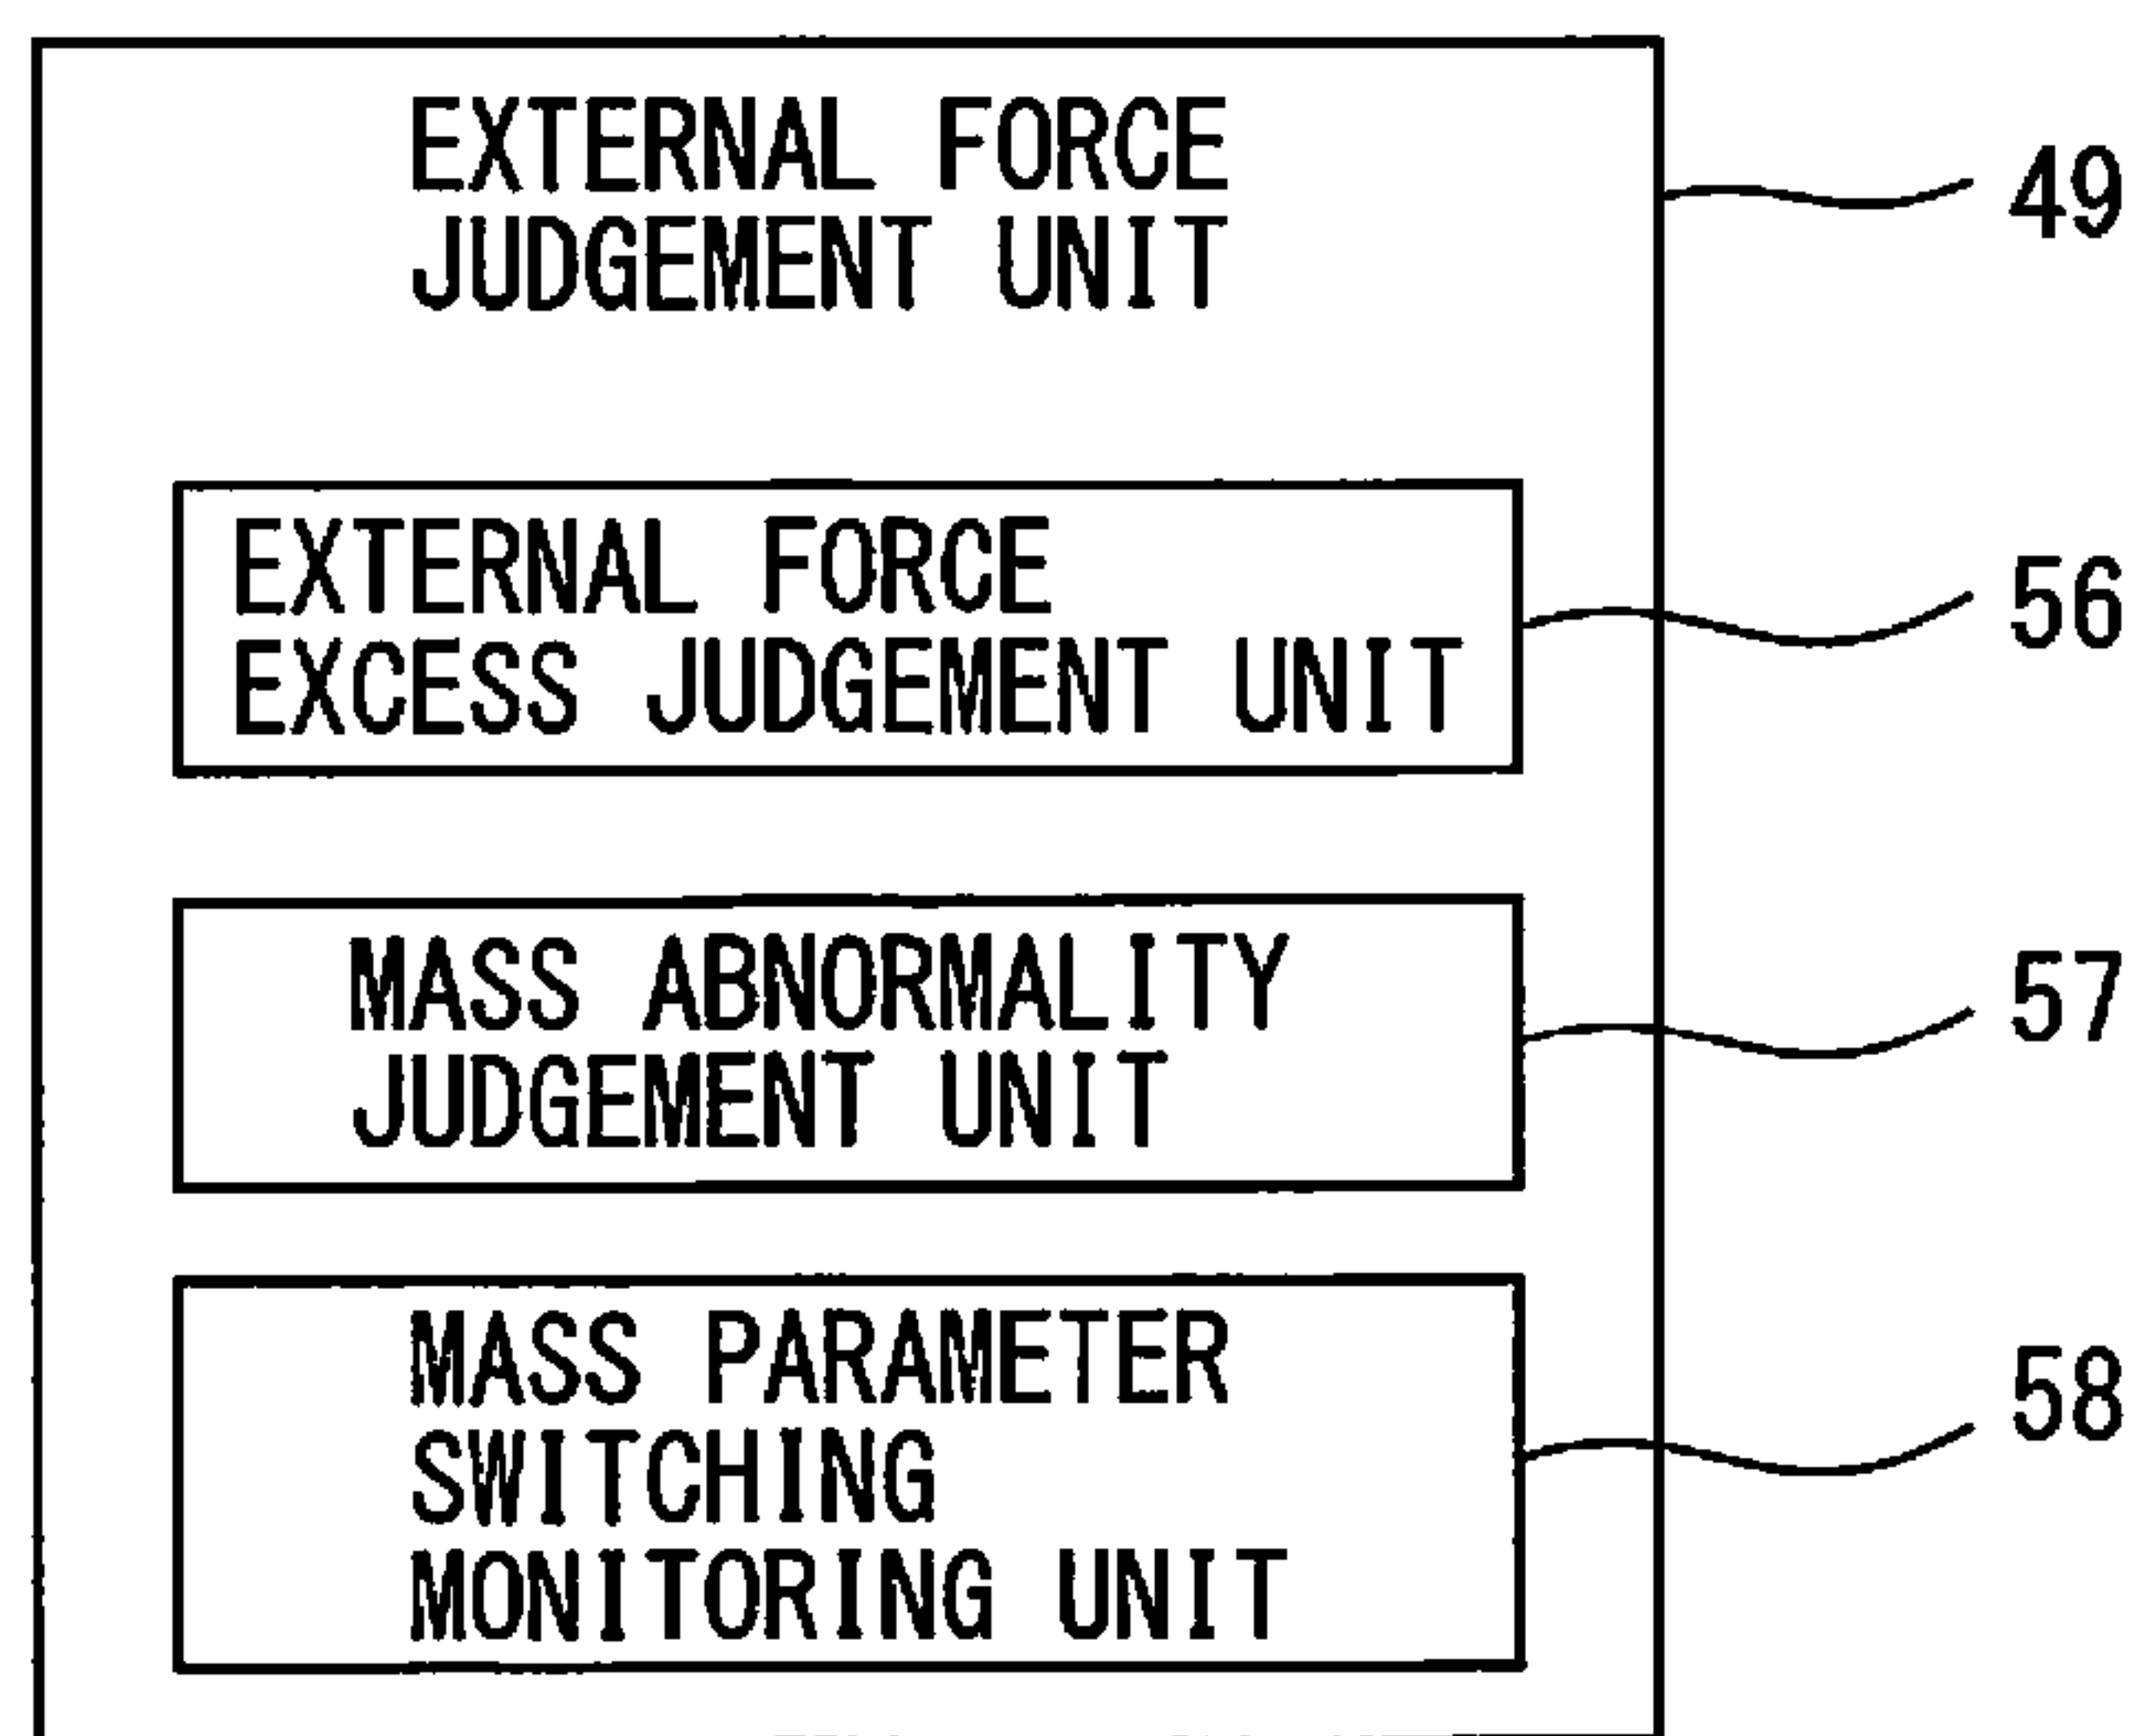 EXTERNAL FORCE
JUDGEMENT UNIT
49
EXTERNAL FORCE
EXCESS JUDGEMENT UNIT
56
MASS ABNORMALITY
JUDGEMENT UNIT
57
MASS PARAMETER
SWITCHING
MONITORING UNIT
58